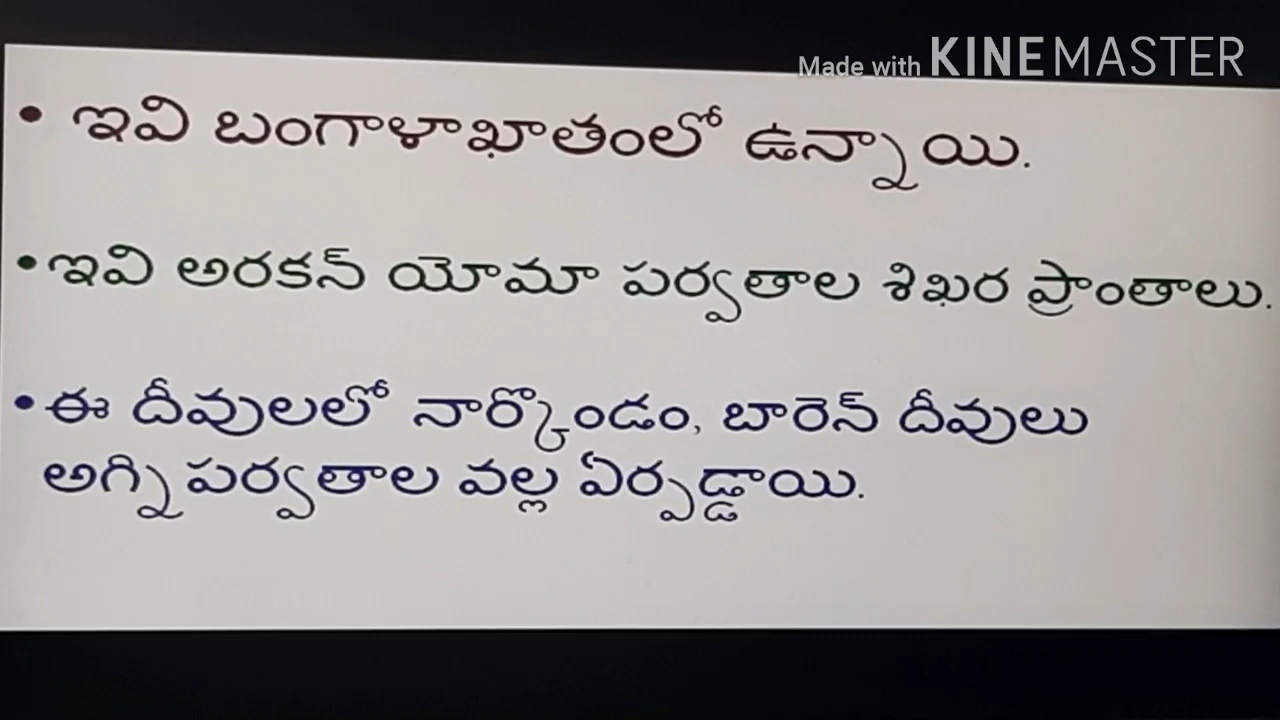 Made with KINEMASTER
• ఇవి బంగాళాఖాతంలో ఉన్నాయి.
• ఇవి అరకన్ యోమా పర్వతాల శిఖర ప్రాంతాలు.
• ఈ దీవులలో నార్కొండం, బారెన్ దీవులు
అగ్ని పర్వతాల వల్ల ఏర్పడ్డాయి.